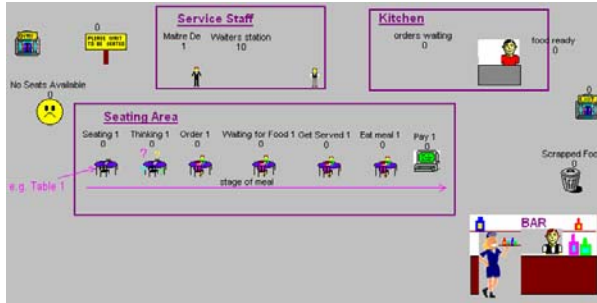 Service Staff
Kitchen
0
PLEASE WAIT
TO BE SEATED
Maitre De
1
Waiters station
10
orders waiting
0
food ready
0
No Seats Available
0
0
Seating Area
Seating 1
0
Thinking 1
0
Order 1
0
Waiting for Food 1
0
Get Served 1
0
Eat meal 1
0
Pay 1
0
?
Scrapped Foo
0
e.g. Table 1
stage of meal
BAR